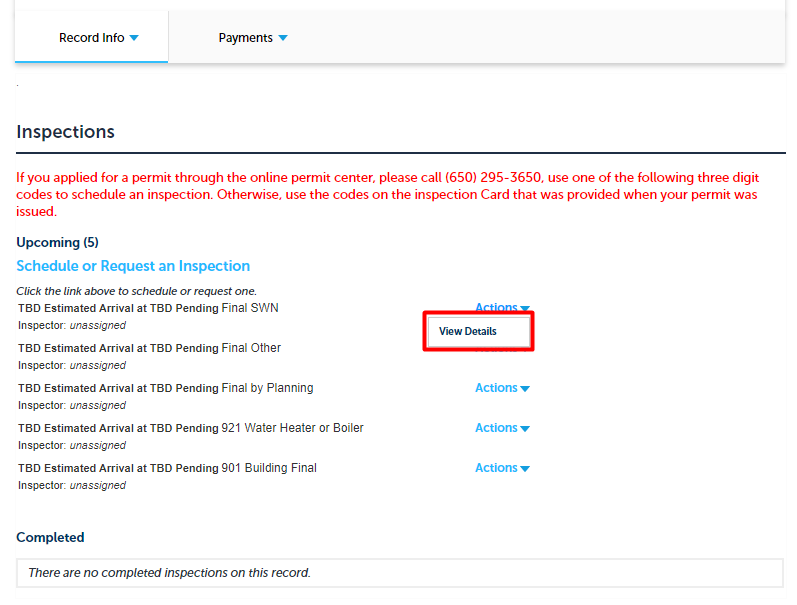 Record Info Payments
.
Inspections
If you applied for a permit through the online permit center, please call (650) 295-3650, use one of the following three digit
codes to schedule an inspection. Otherwise, use the codes on the inspection Card that was provided when your permit was
issued.
Upcoming (5)
Schedule or Request an Inspection
Click the link above to schedule or request one.
TBD Estimated Arrival at TBD Pending Final SWN Actions
Inspector: unassigned
View Details
TBD Estimated Arrival at TBD Pending Final Other
Inspector: unassigned
TBD Estimated Arrival at TBD Pending Final by Planning Actions
Inspector: unassigned
TBD Estimated Arrival at TBD Pending 921 Water Heater or Boiler Actions
Inspector: unassigned
TBD Estimated Arrival at TBD Pending 901 Building Final Actions
Inspector: unassigned
Completed
There are no completed inspections on this record.